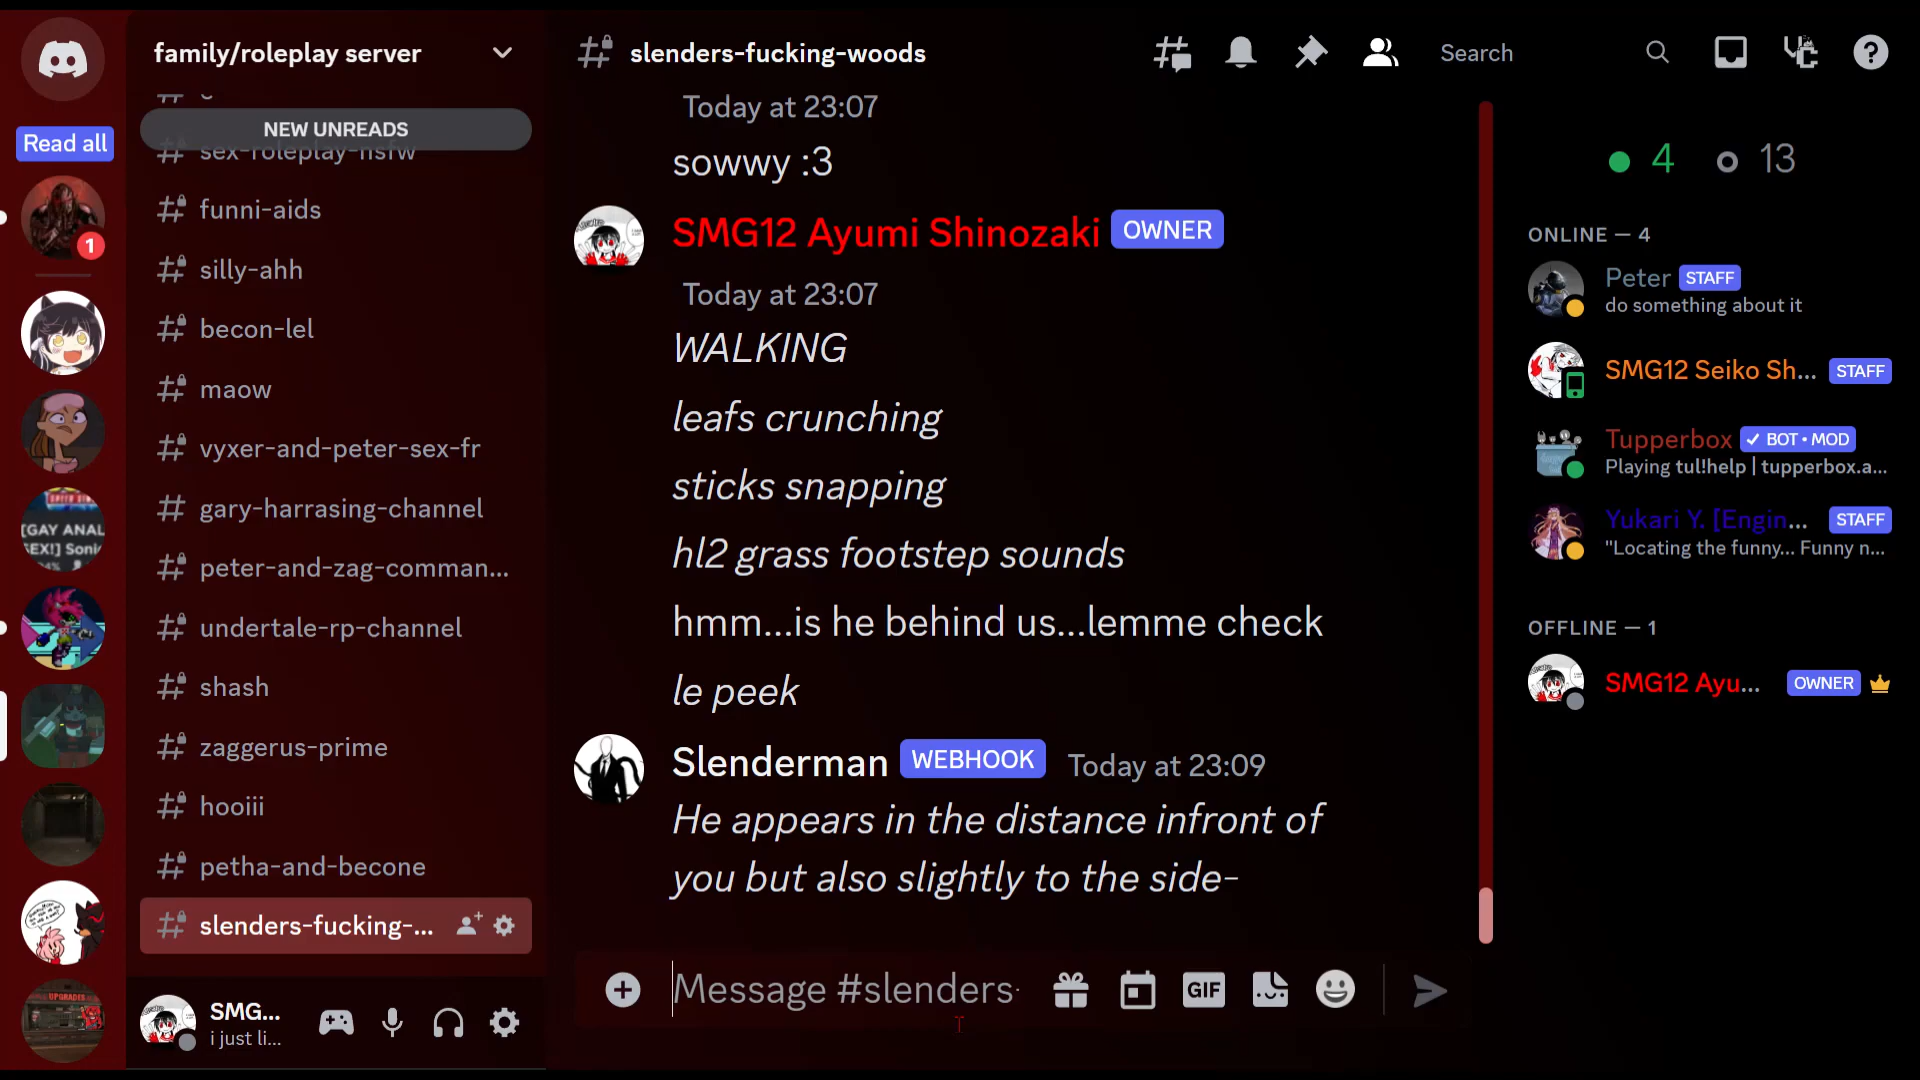 family/roleplay server
NEW UNREADS
Read all
1
sex-roleplay-nsfw
funni-aids
silly-ahh
becon-lel
maow
vyxer-and-peter-sex-fr
gary-harrasing-channel
peter-and-zag-comman...
undertale-rp-channel
shash
zaggerus-prime
hooiii
petha-and-becone
slenders-fucking-...
SMG...
i just li...
slenders-fucking-woods
Search
Today at 23:07
sowwy :3
SMG12 Ayumi Shinozaki OWNER
Today at 23:07
WALKING
leafs crunching
sticks snapping
hl2 grass footstep sounds
hmm...is he behind us...lemme check
le peek
Slenderman WEBHOOK Today at 23:09
He appears in the distance infront of
you but also slightly to the side-
Message #slenders
GIF
4 13
ONLINE — 4
Peter STAFF
do something about it
SMG12 Seiko Sh... STAFF
Tupperbox BOT • MOD
Playing tul!help | tupperbox.a...
Yukari Y. [Engin... STAFF
"Locating the funny... Funny n...
OFFLINE — 1
SMG12 Ayu... OWNER
[GAY ANAL
SEX!] Soni
UPGRADES